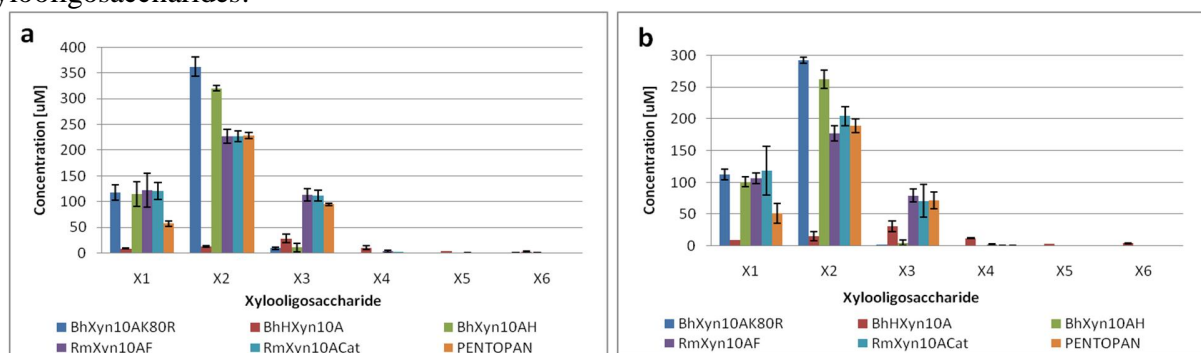 ylooligosaccharides.
a
400
350
300
250
200
150
100
50
0
Concentration [uM]
X1 X2 X3 X4 X5 X6
Xylooligosaccharide
BhXyn10AK80R BhHXyn10A BhXyn10AH
RmXyn10AF RmXyn10ACat PENTOPAN
b
300
250
200
150
100
50
0
Concentration [uM]
X1 X2 X3 X4 X5 X6
Xylooligosaccharide
BhXyn10AK80R BhHXyn10A BhXyn10AH
RmXyn10AF RmXyn10ACat PENTOPAN